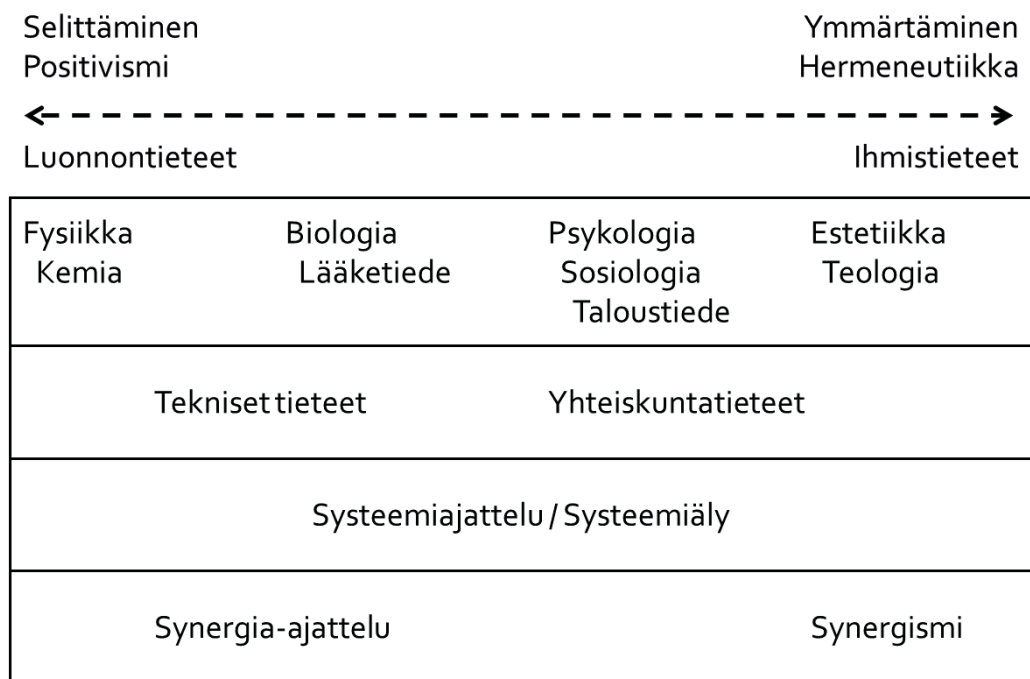 Selittäminen Ymmärtäminen
Positivismi Hermeneutiikka
Luonnontieteet Ihmistieteet
Fysiikka Biologia Psykologia Estetiikka
Kemia Lääketiede Sosiologia Teologia
Taloustiede
Tekniset tieteet Yhteiskuntatieteet
Systeemiajattelu / Systeemiäly
Synergia-ajattelu Synergismi